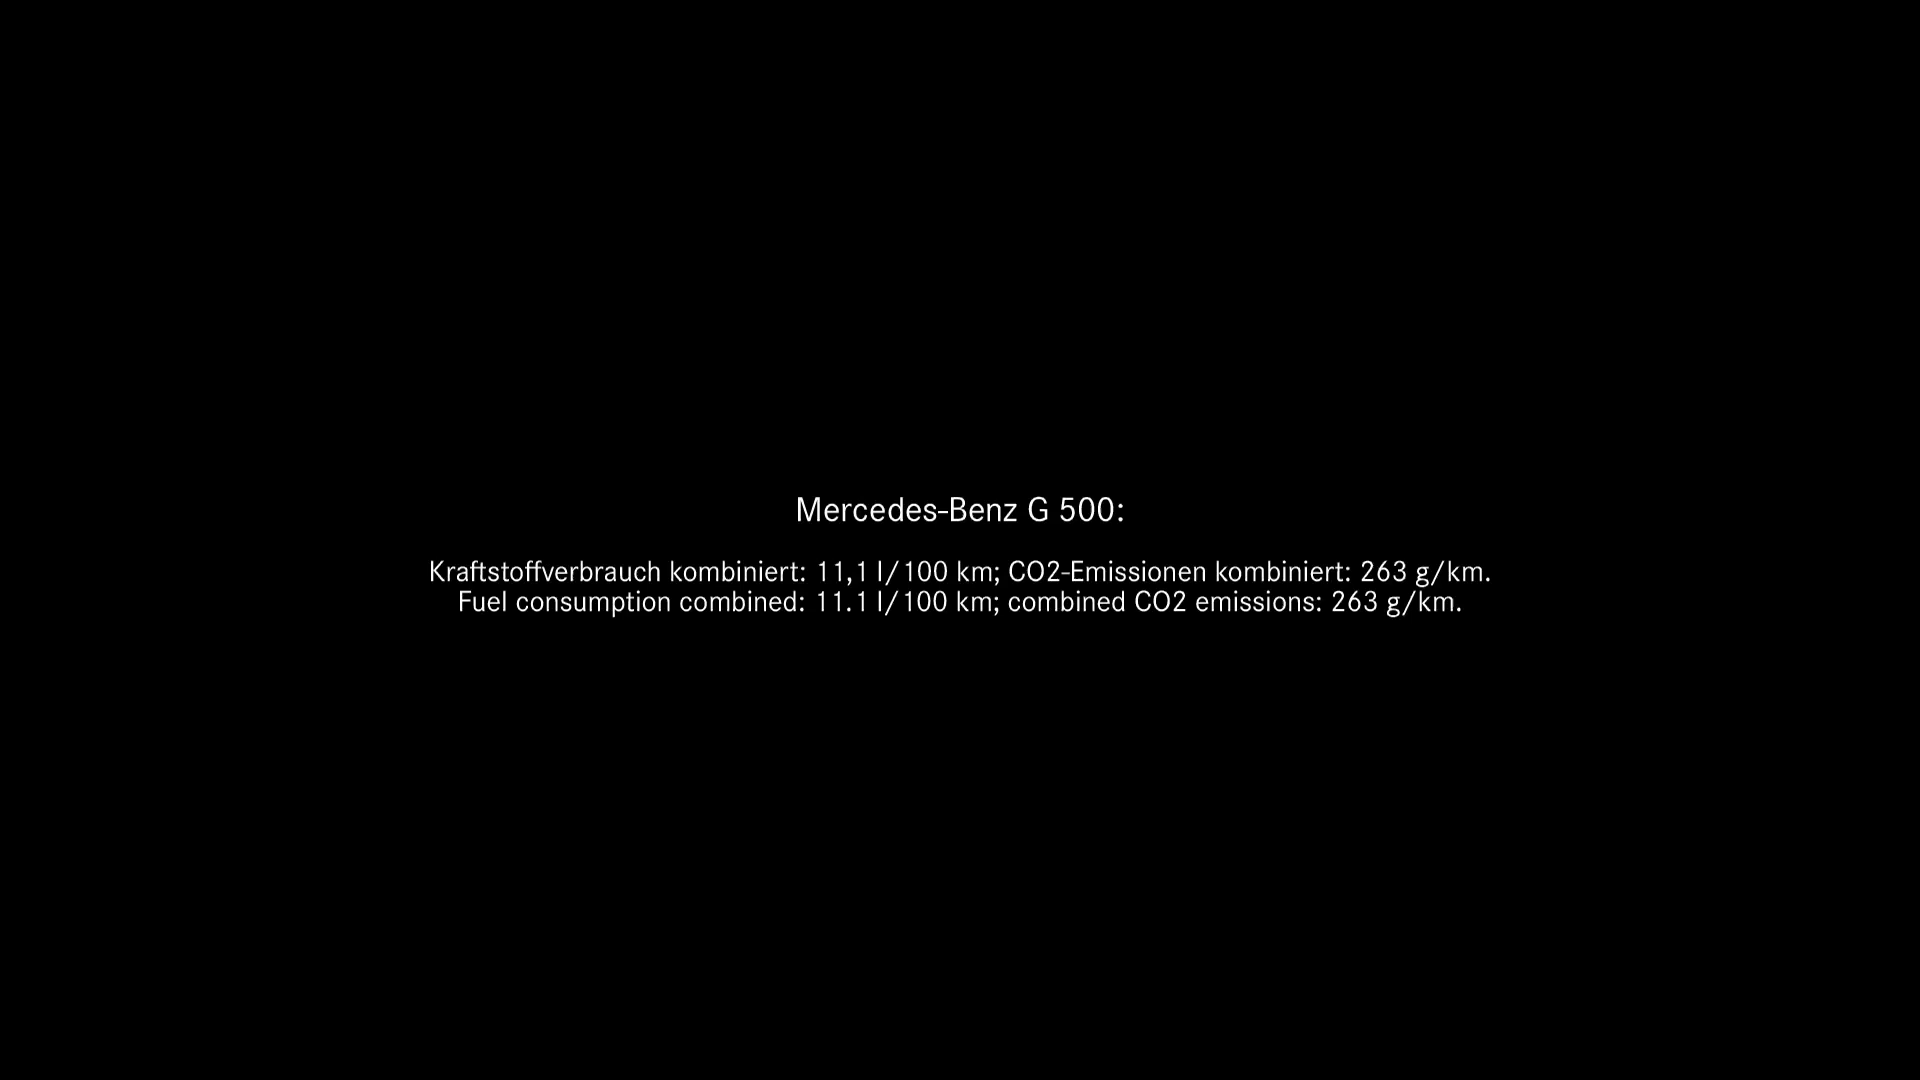 Mercedes-Benz G 500:
Kraftstoffverbrauch kombiniert: 11,1 l/100 km; CO2-Emissionen kombiniert: 263 g/km.
Fuel consumption combined: 11.1 l/100 km; combined CO2 emissions: 263 g/km.